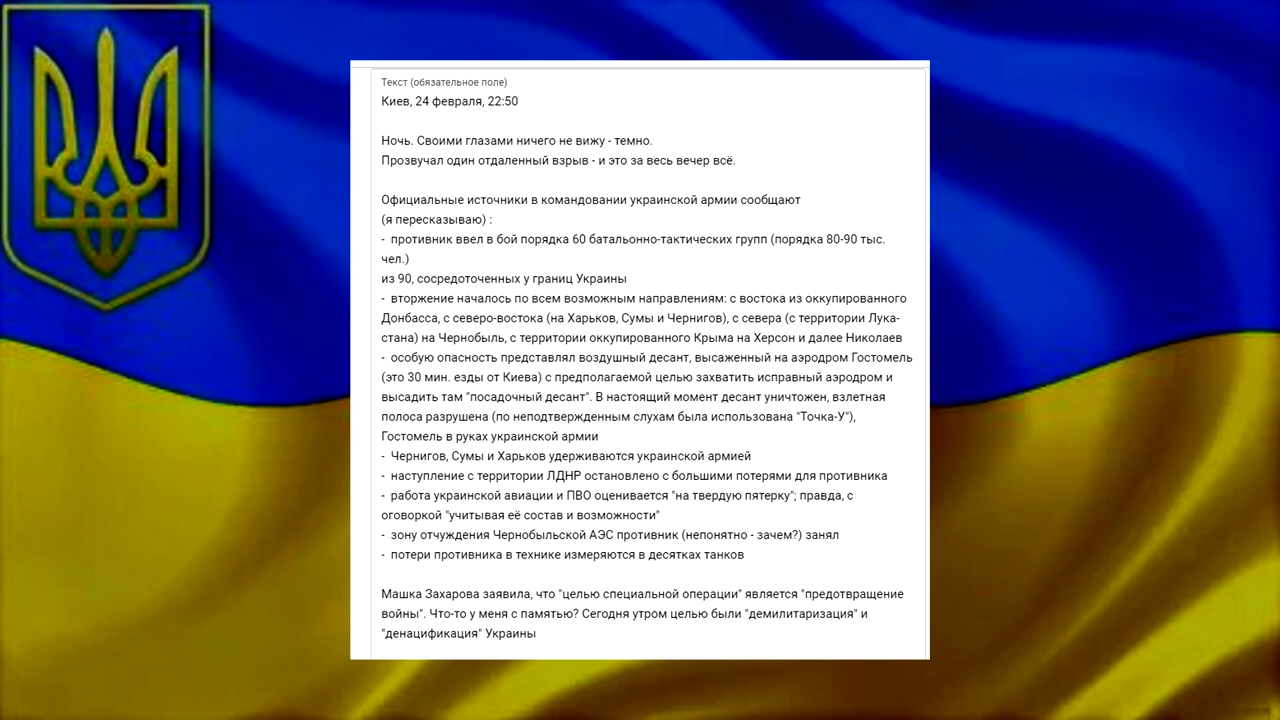 Текст (обязательное поле)
Киев, 24 февраля, 22:50
Ночь. Своими глазами ничего не вижу - темно.
Прозвучал один отдаленный взрыв - и это за весь вечер всё.
Официальные источники в командовании украинской армии сообщают
(я пересказываю) :
- противник ввел в бой порядка 60 батальонно-тактических групп (порядка 80-90 тыс.
чел.)
из 90, сосредоточенных у границ Украины
- вторжение началось по всем возможным направлениям: с востока из оккупированного
Донбасса, с северо-востока (на Харьков, Сумы и Чернигов), с севера (с территории Лука-
стана) на Чернобыль, с территории оккупированного Крыма на Херсон и далее Николаев
- особую опасность представлял воздушный десант, высаженный на аэродром Гостомель
(это 30 мин. езды от Киева) с предполагаемой целью захватить исправный аэродром и
высадить там "посадочный десант". В настоящий момент десант уничтожен, взлетная
полоса разрушена (по неподтвержденным слухам была использована "Точка-У"),
Гостомель в руках украинской армии
- Чернигов, Сумы и Харьков удерживаются украинской армией
- наступление с территории ЛДНР остановлено с большими потерями для противника
- работа украинской авиации и ПВО оценивается "на твердую пятерку"; правда, с
оговоркой "учитывая её состав и возможности"
- зону отчуждения Чернобыльской АЭС противник (непонятно - зачем?) занял
- потери противника в технике измеряются в десятках танков
Машка Захарова заявила, что "целью специальной операции" является "предотвращение
войны". Что-то у меня с памятью? Сегодня утром целью были "демилитаризация" и
"денацификация" Украины